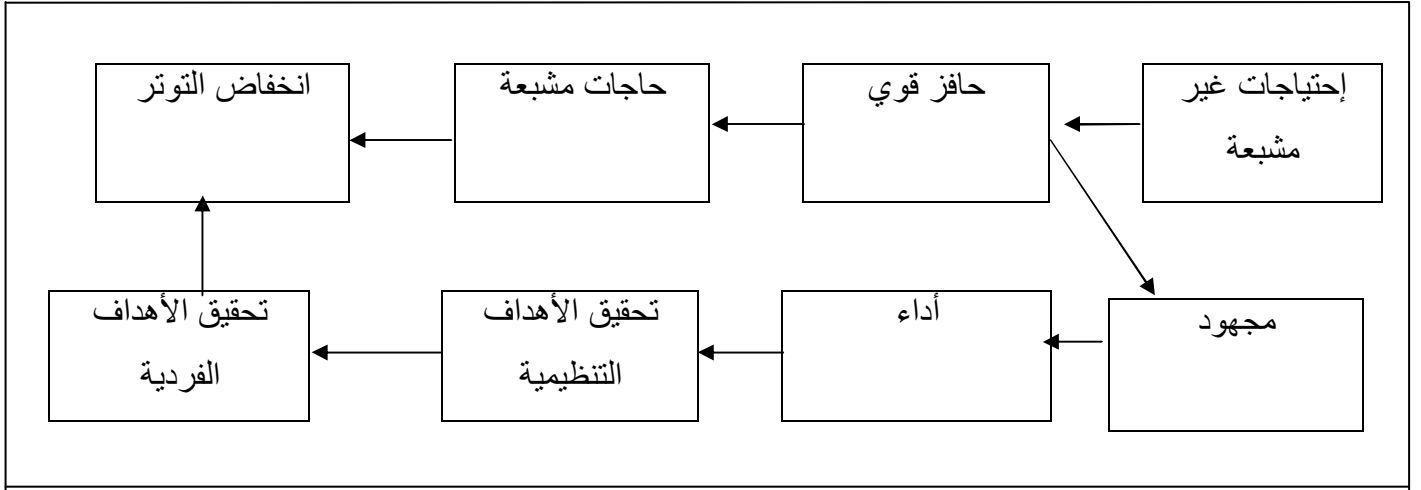 إحتياجات غير
مشبعة
حافز قوي
حاجات مشبعة
انخفاض التوتر
مجهود
أداء
تحقيق الأهداف
التنظيمية
تحقيق الأهداف
الفردية